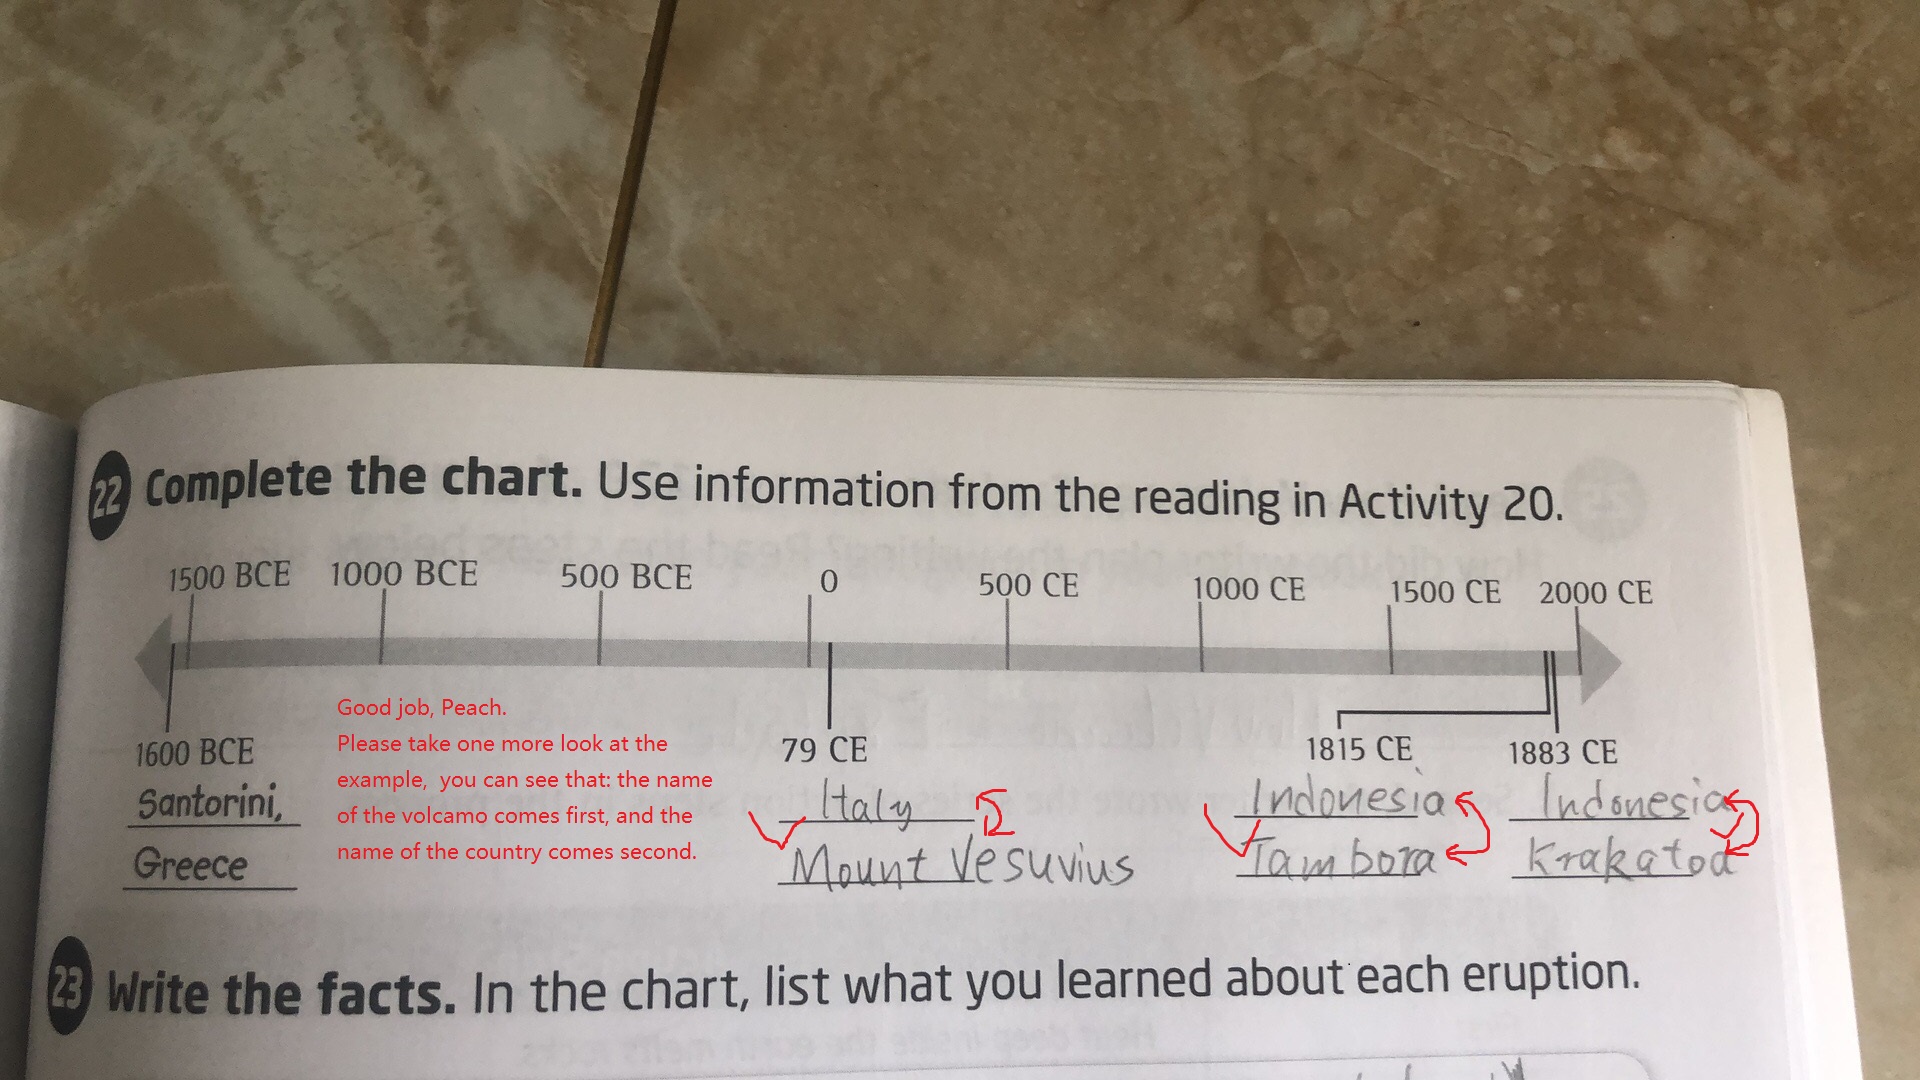 22 Complete the chart. Use information from the reading in Activity 20.
1500 BCE 1000 BCE 500 BCE 0 500 CE 1000 CE 1500 CE 2000 CE
1600 BCE
Santorini,
Greece
Good job, Peach.
Please take one more look at the
example, you can see that: the name
of the volcamo comes first, and the
name of the country comes second.
79 CE
Italy
Mount Vesuvius
1815 CE
Indonesia
Tambora
1883 CE
Indonesia
Krakatoa
23 Write the facts. In the chart, list what you learned about each eruption.